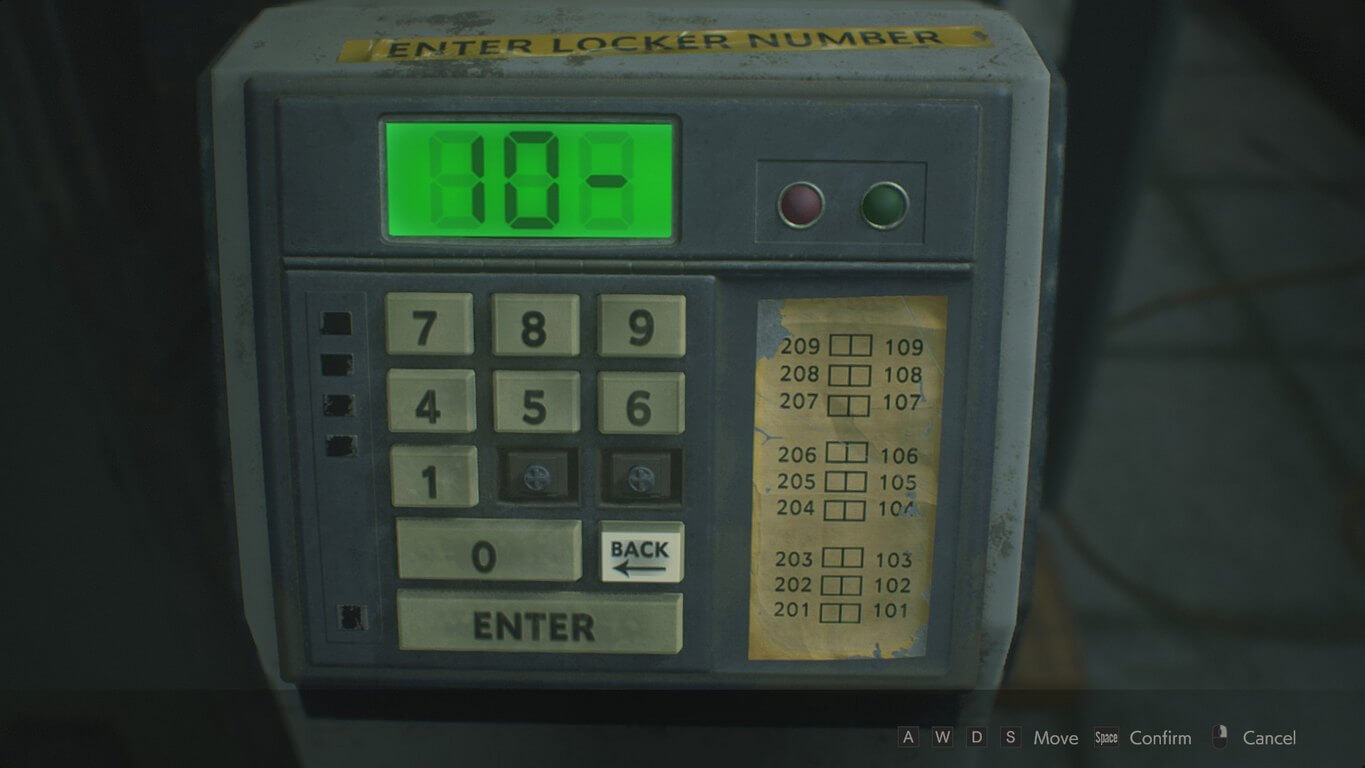 ENTER LOCKER NUMBER
10-
7 8 9
4 5 6
1
0 BACK
ENTER
209 109
208 108
207 107
206 106
205 105
204 104
203 103
202 102
201 101
A W D S Move Space Confirm Cancel